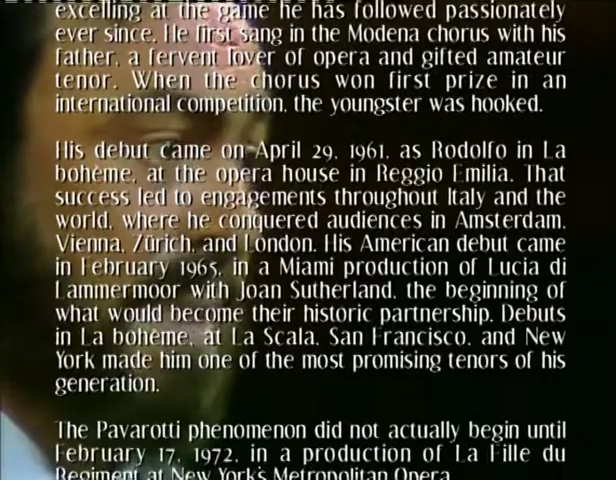 excelling at the game he has followed passionately
ever since. He first sang in the Modena chorus with his
father, a fervent lover of opera and gifted amateur
tenor. When the chorus won first prize in an
international competition, the youngster was hooked.
His debut came on April 29, 1961, as Rodolfo in La
bohème, at the opera house in Reggio Emilia. That
success led to engagements throughout Italy and the
world, where he conquered audiences in Amsterdam,
Vienna, Zürich, and London. His American debut came
in February 1965, in a Miami production of Lucia di
Lammermoor with Joan Sutherland, the beginning of
what would become their historic partnership. Debuts
in La bohème, at La Scala, San Francisco, and New
York made him one of the most promising tenors of his
generation.
The Pavarotti phenomenon did not actually begin until
February 17, 1972, in a production of La Fille du
Regiment at New York's Metropolitan Opera